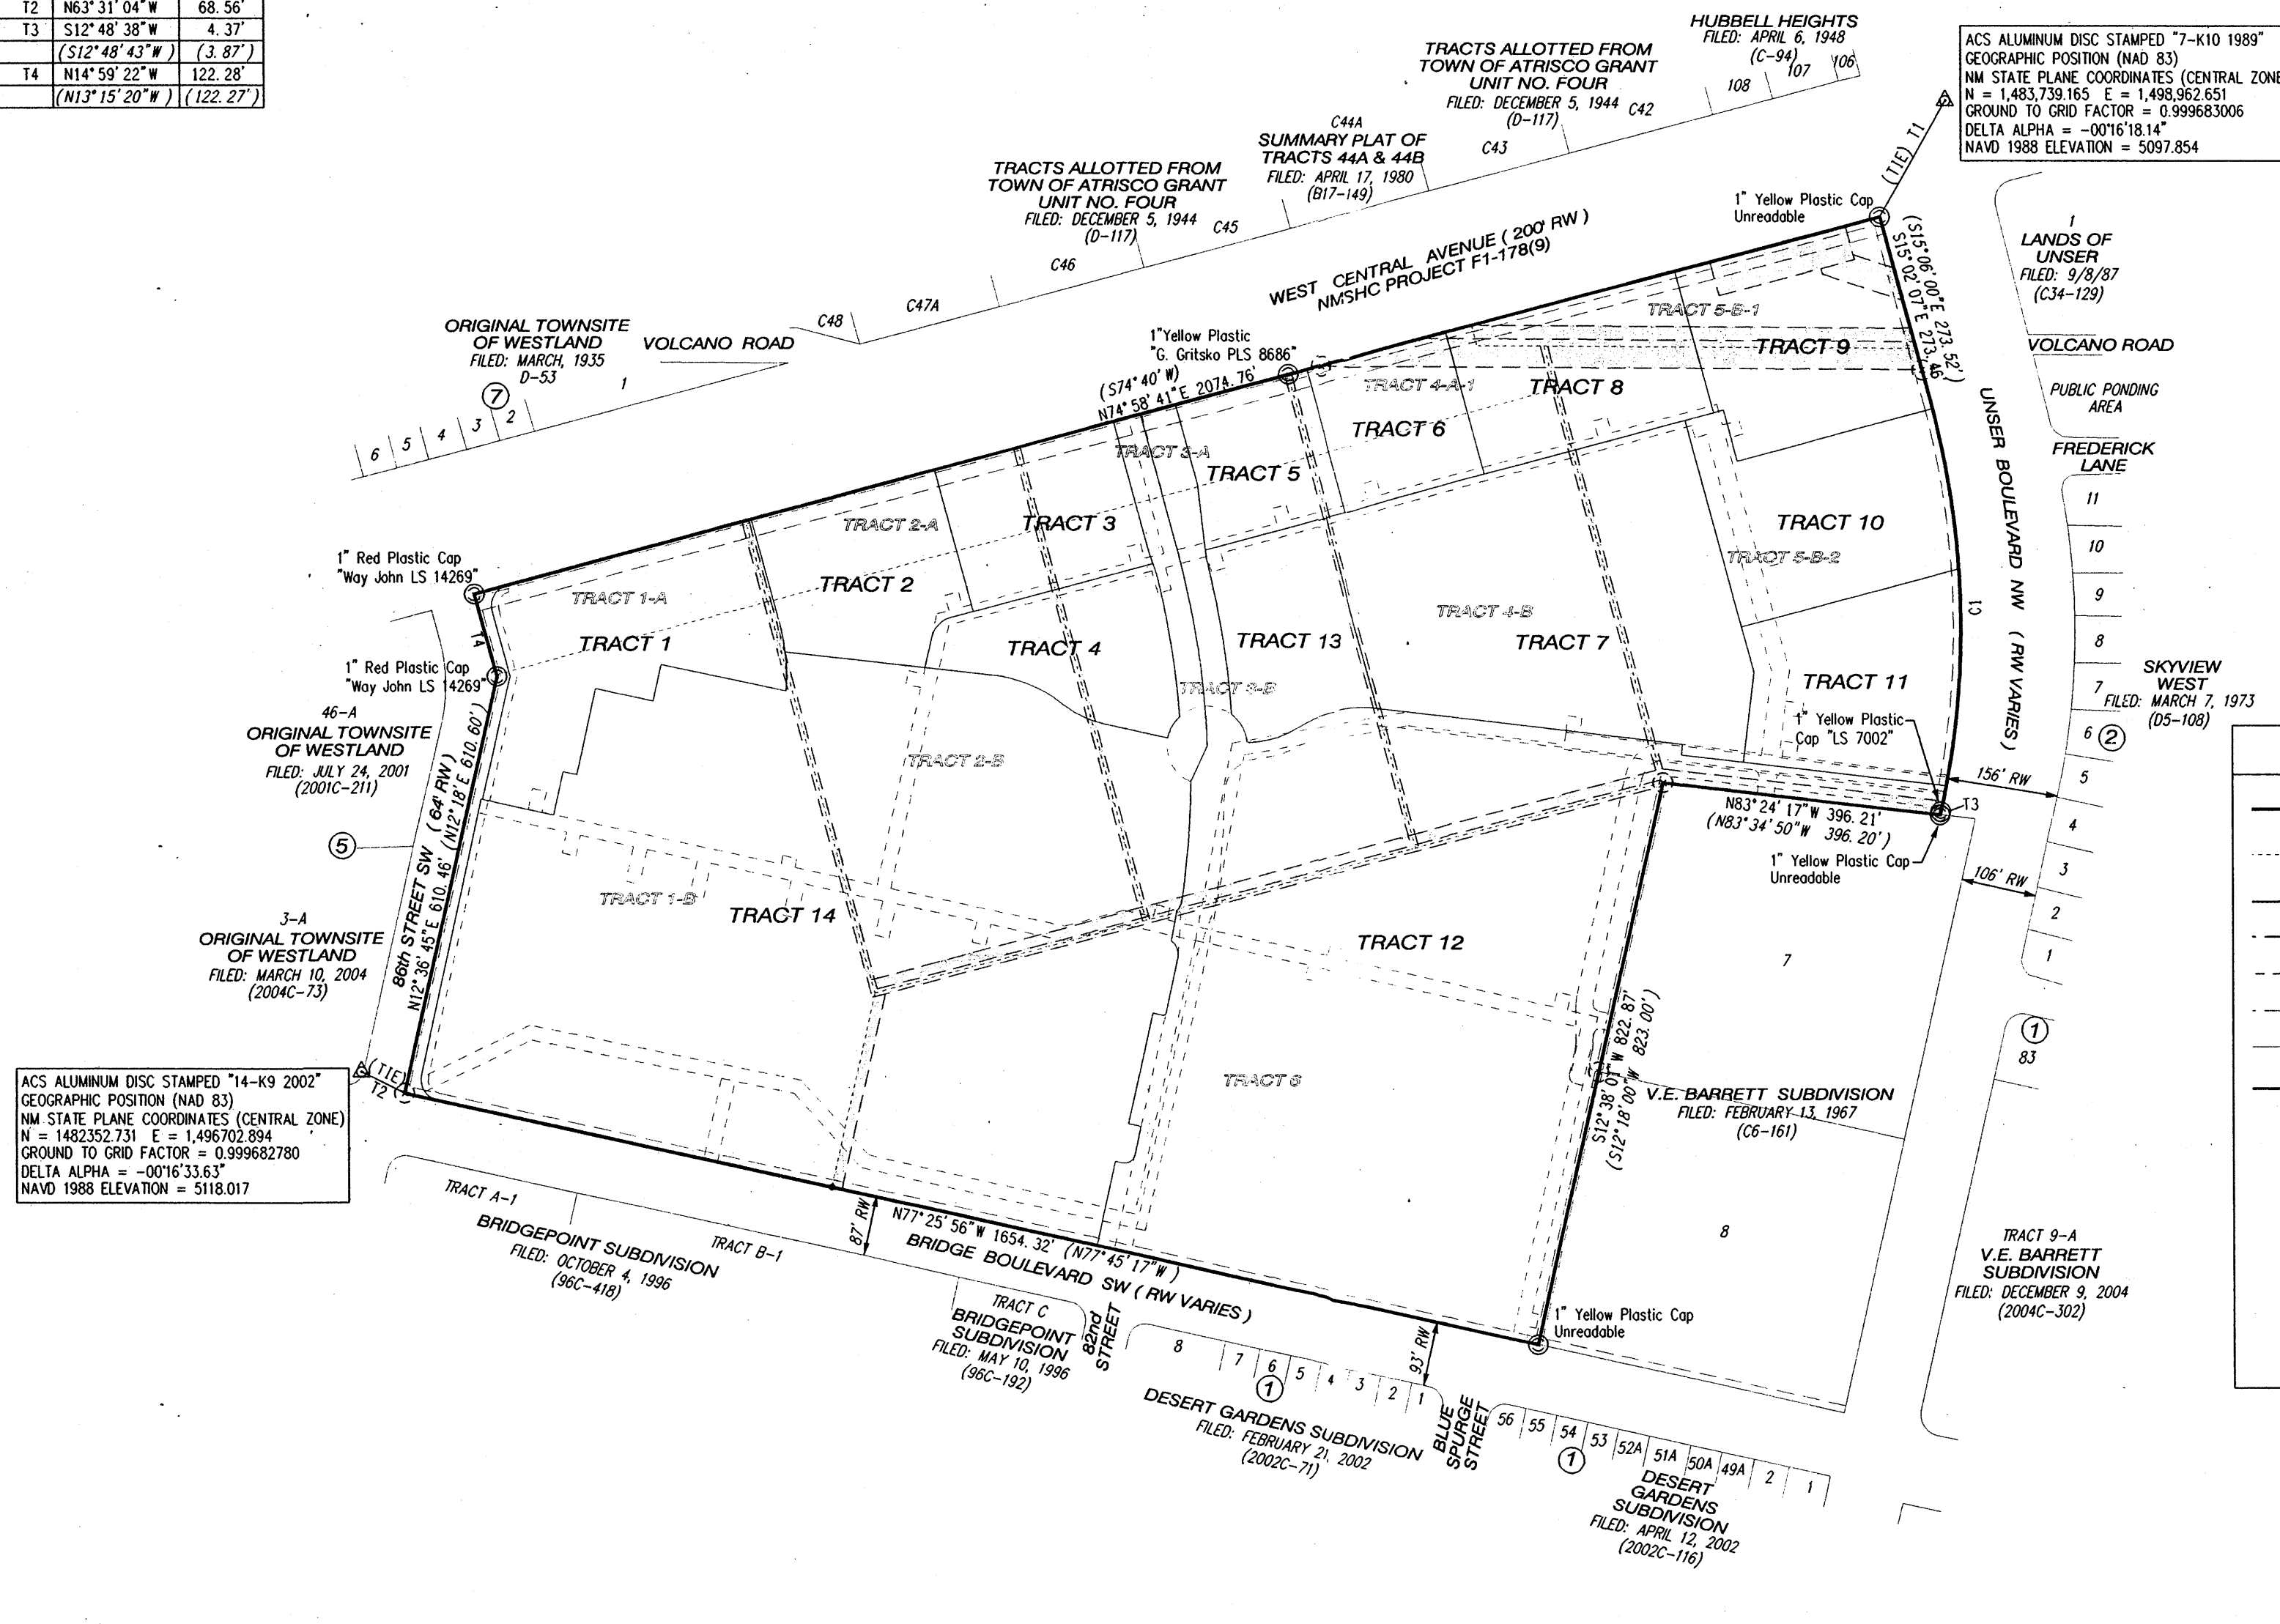 T2 N63°31'04"W 68.56'
T3 S12°48'38"W 4.37'
(S12°48'43"W) (3.87')
T4 N14°59'22"W 122.28'
(N13°15'20"W) (122.27')
HUBBELL HEIGHTS
FILED: APRIL 6, 1948
(C-94)
108
107
106
ACS ALUMINUM DISC STAMPED "7-K10 1989"
GEOGRAPHIC POSITION (NAD 83)
NM STATE PLANE COORDINATES (CENTRAL ZONE
N = 1,483,739.165 E = 1,498,962.651
GROUND TO GRID FACTOR = 0.999683006
DELTA ALPHA = -00°16'18.14"
NAVD 1988 ELEVATION = 5097.854
TRACTS ALLOTTED FROM
TOWN OF ATRISCO GRANT
UNIT NO. FOUR
FILED: DECEMBER 5, 1944
(D-117)
C42
C43
C44A
SUMMARY PLAT OF
TRACTS 44A & 44B
FILED: APRIL 17, 1980
(B17-149)
TRACTS ALLOTTED FROM
TOWN OF ATRISCO GRANT
UNIT NO. FOUR
FILED: DECEMBER 5, 1944
(D-117)
C45
C46
C47A
C48
(TIE) T1
1" Yellow Plastic Cap
Unreadable
WEST CENTRAL AVENUE ( 200' RW )
NMSHC PROJECT F1-178(9)
(S15°06'00"E 273.52')
S15°02'07"E 273.46'
1
LANDS OF
UNSER
FILED: 9/8/87
(C34-129)
VOLCANO ROAD
PUBLIC PONDING
AREA
FREDERICK
LANE
ORIGINAL TOWNSITE
OF WESTLAND
FILED: MARCH, 1935
D-53
7
VOLCANO ROAD
6
5
4
3
2
1
1"Yellow Plastic
"G. Gritsko PLS 8686"
(S74°40' W)
N74°58'41"E 2074.76'
TRACT 5-B-1
TRACT 9
TRACT 4-A-1
TRACT 8
TRACT 6
TRACT 3-A
TRACT 5
TRACT 2-A
TRACT 3
TRACT 10
TRACT 5-B-2
UNSER BOULEVARD NW (RW VARIES)
C1
11
10
9
8
7
6
5
4
3
2
1
2
SKYVIEW
WEST
FILED: MARCH 7, 1973
(D5-108)
1" Red Plastic Cap
"Way John LS 14269"
T4
1" Red Plastic Cap
"Way John LS 14269"
TRACT 1-A
TRACT 1
TRACT 2
TRACT 4
TRACT 13
TRACT 4-B
TRACT 7
TRACT 3-B
TRACT 11
1" Yellow Plastic
Cap "LS 7002"
46-A
ORIGINAL TOWNSITE
OF WESTLAND
FILED: JULY 24, 2001
(2001C-211)
5
86th STREET SW ( 64' RW )
N12°36'45"E 610.46' (N12°18'E 610.60')
TRACT 2-B
156' RW
T3
N83°24'17"W 396.21'
(N83°34'50"W 396.20')
1" Yellow Plastic Cap
Unreadable
106' RW
TRACT 1-B
TRACT 14
TRACT 12
7
3-A
ORIGINAL TOWNSITE
OF WESTLAND
FILED: MARCH 10, 2004
(2004C-73)
S12°38'01"W 822.87'
(S12°18'00"W 823.00')
1
83
ACS ALUMINUM DISC STAMPED "14-K9 2002"
GEOGRAPHIC POSITION (NAD 83)
NM STATE PLANE COORDINATES (CENTRAL ZONE)
N = 1482352.731 E = 1,496702.894
GROUND TO GRID FACTOR = 0.999682780
DELTA ALPHA = -00°16'33.63"
NAVD 1988 ELEVATION = 5118.017
(TIE)
T2
TRACT 6
V.E. BARRETT SUBDIVISION
FILED: FEBRUARY 13, 1967
(C6-161)
8
TRACT A-1
BRIDGEPOINT SUBDIVISION
FILED: OCTOBER 4, 1996
(96C-418)
TRACT B-1
87' RW
N77°25'56"W 1654.32' (N77°45'17"W )
BRIDGE BOULEVARD SW ( RW VARIES )
TRACT 9-A
V.E. BARRETT
SUBDIVISION
FILED: DECEMBER 9, 2004
(2004C-302)
TRACT C
BRIDGEPOINT
SUBDIVISION
FILED: MAY 10, 1996
(96C-192)
82nd
STREET
1" Yellow Plastic Cap
Unreadable
8
7
6
5
4
3
2
1
1
93' RW
DESERT GARDENS SUBDIVISION
FILED: FEBRUARY 21, 2002
(2002C-71)
BLUE
SPURGE
STREET
56
55
54
53
52A
51A
50A
49A
2
1
1
DESERT
GARDENS
SUBDIVISION
FILED: APRIL 12, 2002
(2002C-116)